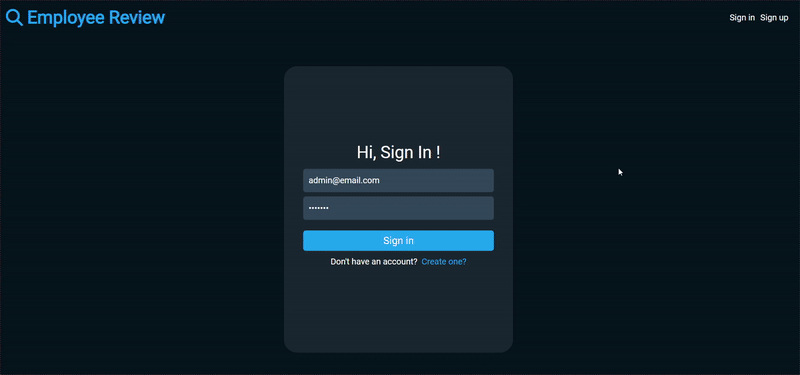 Employee Review
Sign in Sign up
Hi, Sign In !
admin@email.com
•••••••
Sign in
Don't have an account? Create one?